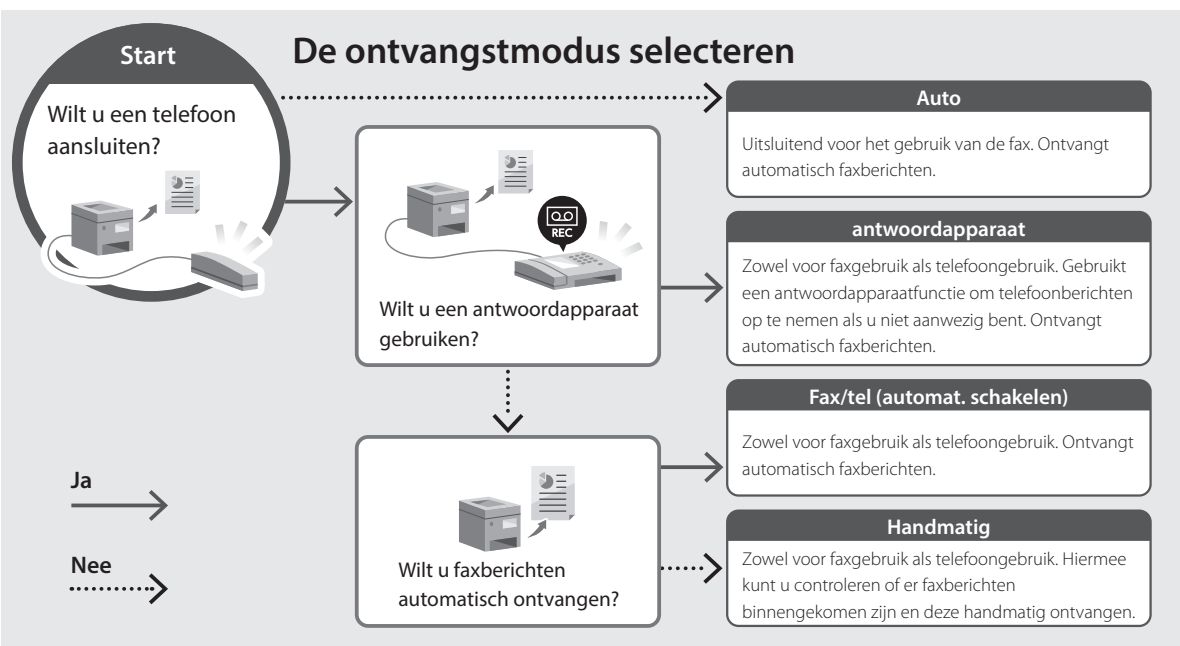 De ontvangstmodus selecteren
Start
Wilt u een telefoon
aansluiten?
Auto
Uitsluitend voor het gebruik van de fax. Ontvangt
automatisch faxberichten.
REC
Wilt u een antwoordapparaat
gebruiken?
antwoordapparaat
Zowel voor faxgebruik als telefoongebruik. Gebruikt
een antwoordapparaatfunctie om telefoonberichten
op te nemen als u niet aanwezig bent. Ontvangt
automatisch faxberichten.
Wilt u faxberichten
automatisch ontvangen?
Fax/tel (automat. schakelen)
Zowel voor faxgebruik als telefoongebruik. Ontvangt
automatisch faxberichten.
Handmatig
Zowel voor faxgebruik als telefoongebruik. Hiermee
kunt u controleren of er faxberichten
binnengekomen zijn en deze handmatig ontvangen.
Ja
Nee